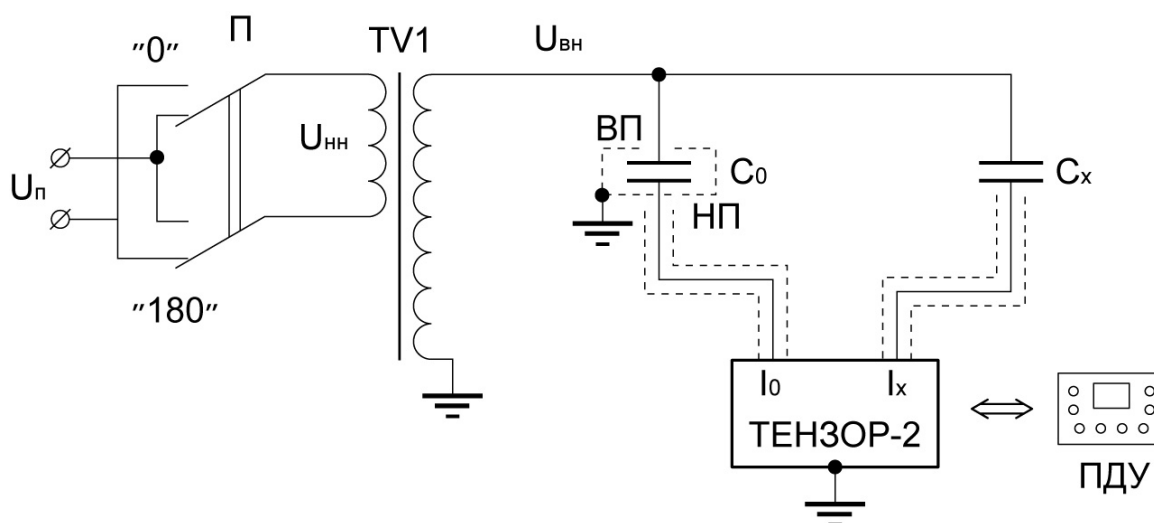 П
"0"
TV1
Uвн
Uнн
Uп
ВП
C0
Cx
НП
"180"
I0
Ix
ТЕНЗОР-2
ПДУ